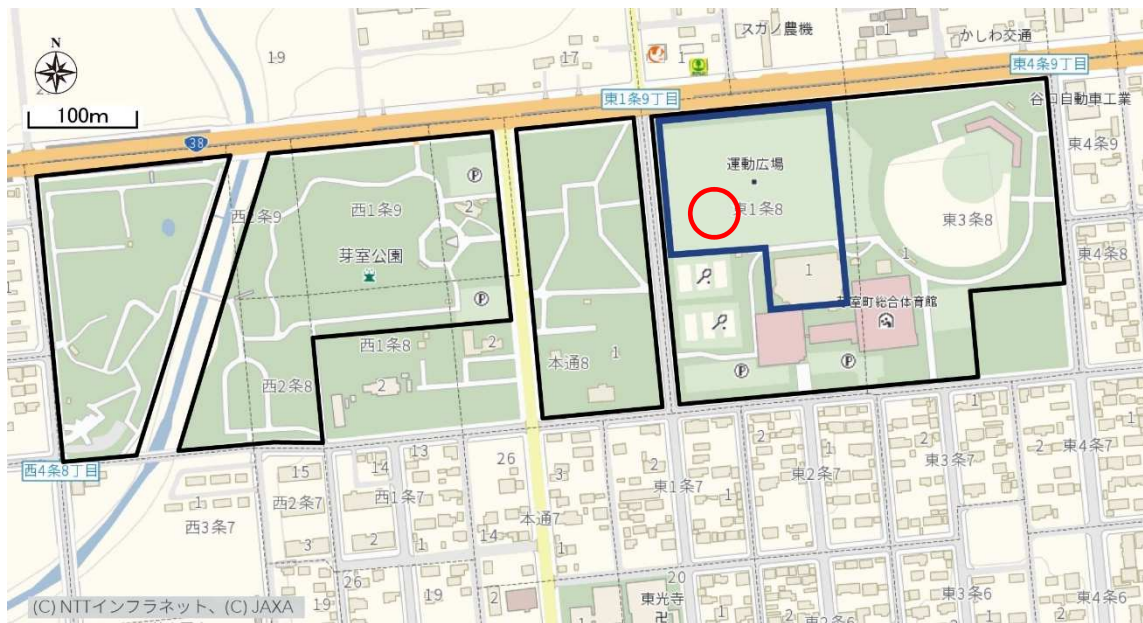 N
100m
19
17
1
スガノ農機
1
かしわ交通
東4条9丁目
東1条9丁目
38
谷口自動車工業
東4条9
運動広場
東1条8
東3条8
東4条8
西1条9
西1条9
芽室公園
P
2
P
1
1
芽室町総合体育館
西1条8
2
本通8
1
P
P
西2条8
2
西4条8丁目
15
14
13
26
西2条7
西1条7
1
西3条7
3
2
1
14
本通7
3
2
東1条7
1
2
東2条7
1
2
東3条7
1
2
東4条7
1
26
19
19
2
20
東光寺
東2条6
東3条6
東4条6
(C) NTTインフラネット、(C) JAXA